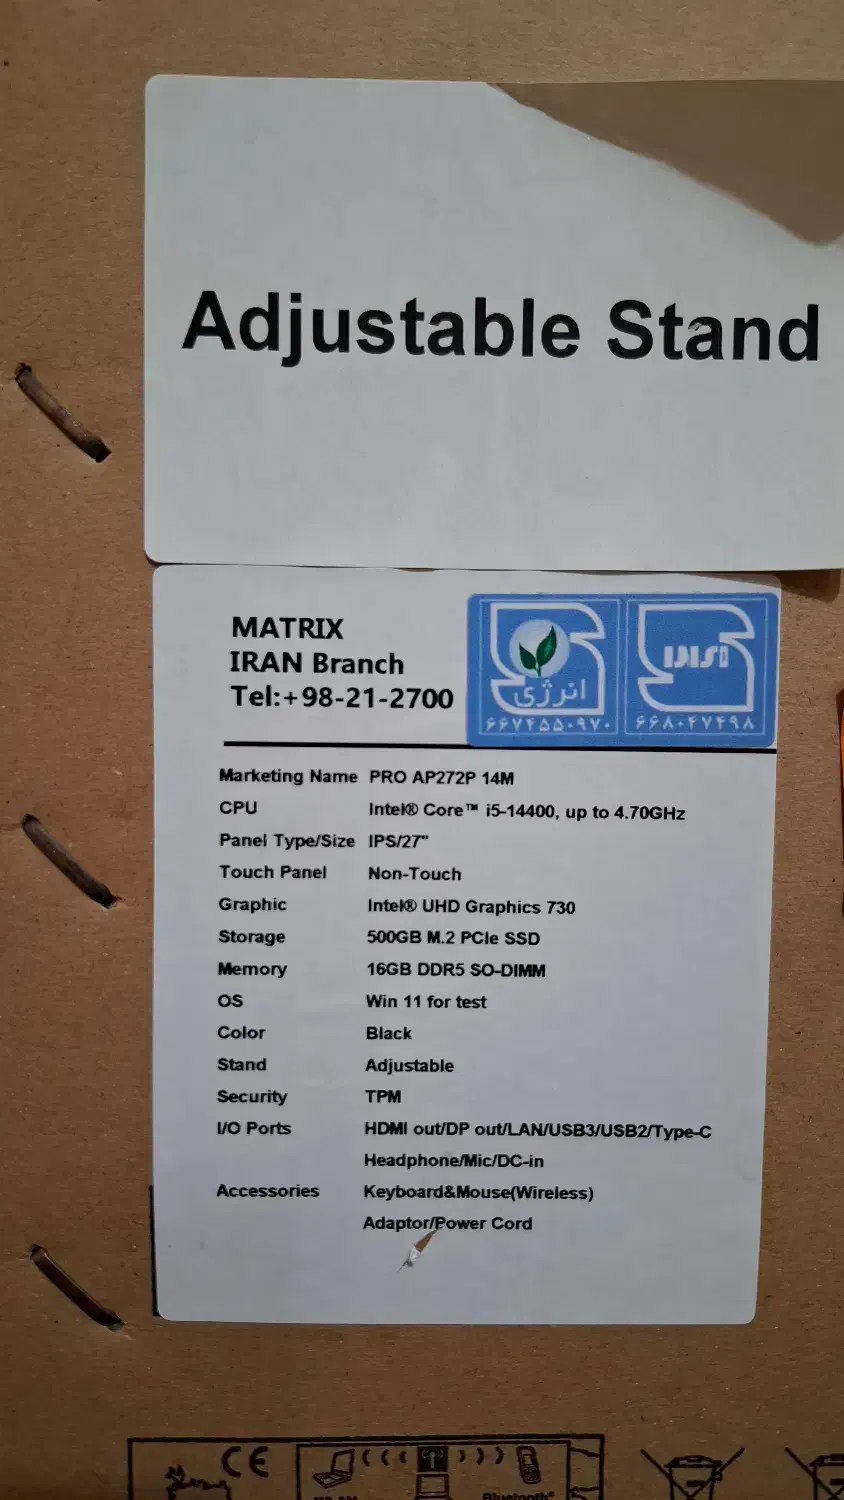 Adjustable Stand
MATRIX
IRAN Branch
Tel:+98-21-2700
انرژی
۶۶۷۴۵۵۰۹۷۰
۶۶۸۰۴۷۴۹۸
Marketing Name PRO AP272P 14M
CPU Intel® Core™ i5-14400, up to 4.70GHz
Panel Type/Size IPS/27"
Touch Panel Non-Touch
Graphic Intel® UHD Graphics 730
Storage 500GB M.2 PCIe SSD
Memory 16GB DDR5 SO-DIMM
OS Win 11 for test
Color Black
Stand Adjustable
Security TPM
I/O Ports HDMI out/DP out/LAN/USB3/USB2/Type-C
Headphone/Mic/DC-in
Accessories Keyboard&Mouse(Wireless)
Adaptor/Power Cord
CE
Bluetooth®